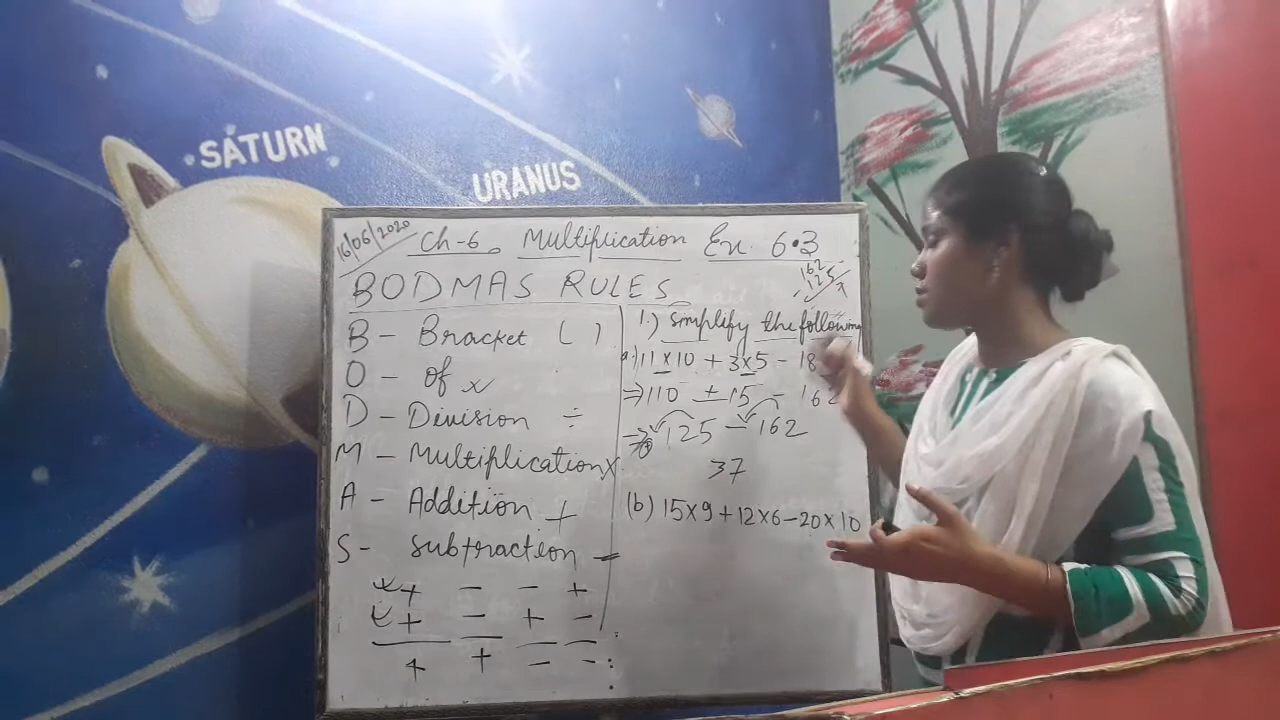 SATURN
URANUS
16/06/2020
Ch-6. Multiplication Ex. 6.3
BODMAS RULES
B - Bracket ( )
O - of x
D - Division ÷
M - Multiplication x
A - Addition +
S - Subtraction -
+ - - +
+ - + -
+ + - -
162
125
1.) Simplify the following
a) 11 x 10 + 3 x 5 - 18
⇒ 110 + 15 - 162
⇒ 125 - 162
37
(b) 15 x 9 + 12 x 6 - 20 x 10